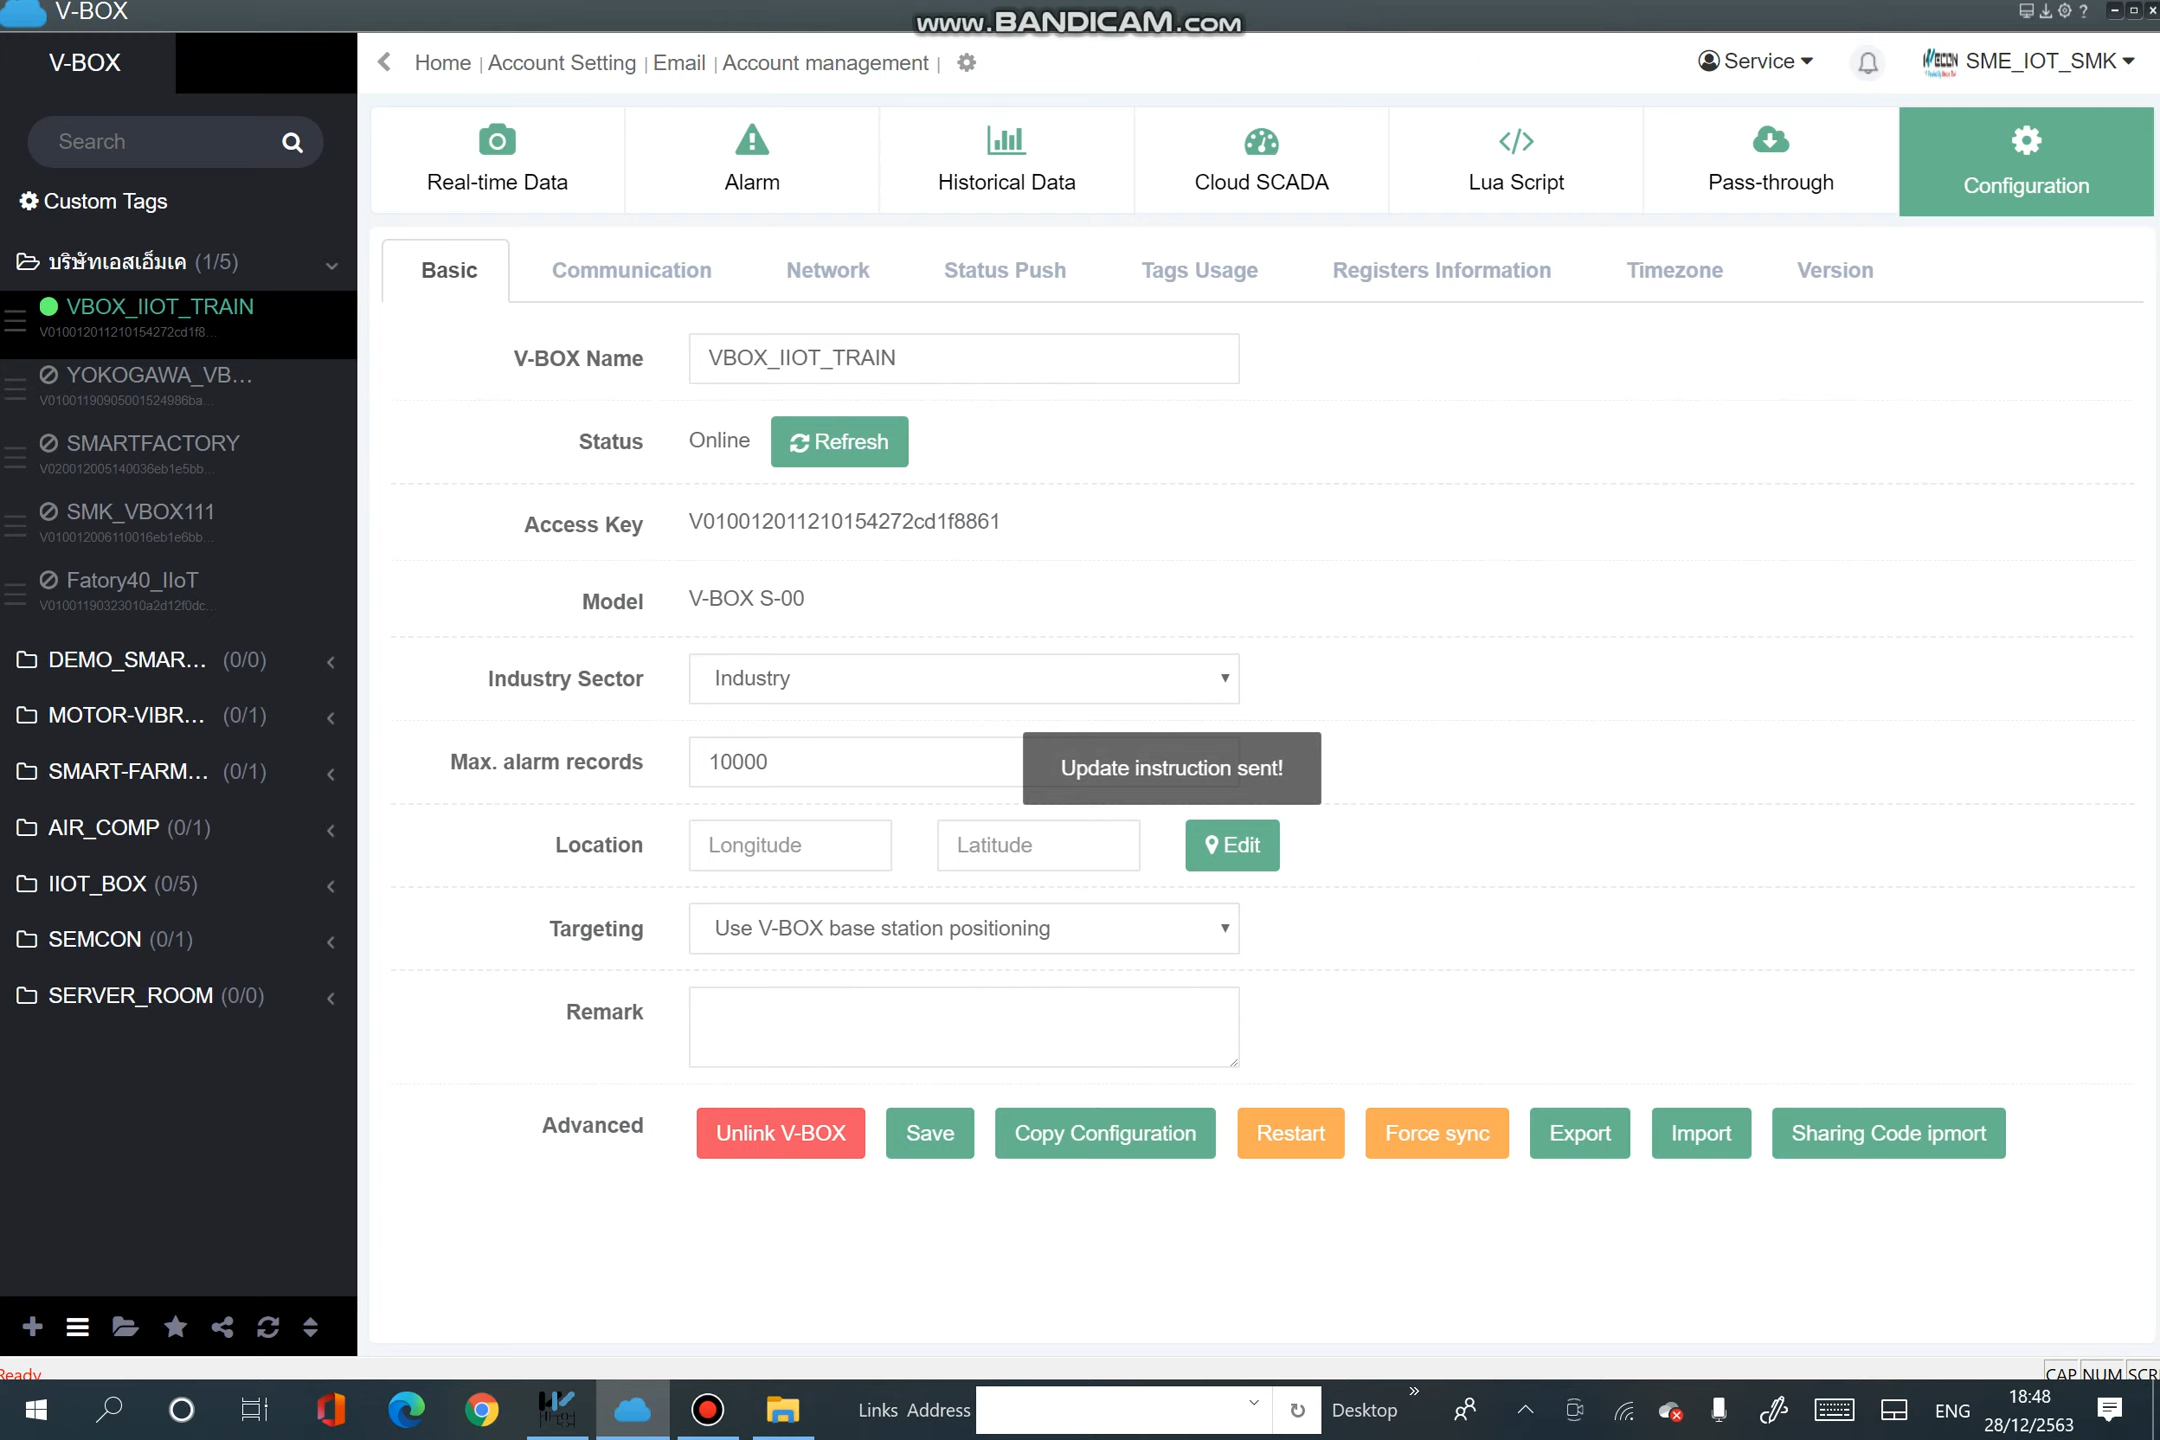 V-BOX
www.BANDICAM.com
V-BOX
Home | Account Setting | Email | Account management |
Service
SME_IOT_SMK
Search
Custom Tags
บริษัทเอสเอ็มเค (1/5)
VBOX_IIOT_TRAIN
V010012011210154272cd1f8...
YOKOGAWA_VB...
V01001190905001524986ba...
SMARTFACTORY
V020012005140036eb1e5bb...
SMK_VBOX111
V010012006110016eb1e6bb...
Fatory40_IIoT
V01001190323010a2d12f0dc...
DEMO_SMAR... (0/0)
MOTOR-VIBR... (0/1)
SMART-FARM... (0/1)
AIR_COMP (0/1)
IIOT_BOX (0/5)
SEMCON (0/1)
SERVER_ROOM (0/0)
Real-time Data
Alarm
Historical Data
Cloud SCADA
Lua Script
Pass-through
Configuration
Basic
Communication
Network
Status Push
Tags Usage
Registers Information
Timezone
Version
V-BOX Name VBOX_IIOT_TRAIN
Status Online Refresh
Access Key V010012011210154272cd1f8861
Model V-BOX S-00
Industry Sector Industry
Max. alarm records 10000
Update instruction sent!
Location Longitude Latitude Edit
Targeting Use V-BOX base station positioning
Remark
Advanced Unlink V-BOX Save Copy Configuration Restart Force sync Export Import Sharing Code ipmort
Ready
CAP NUM SCR
Links Address
Desktop
ENG
18:48
28/12/2563